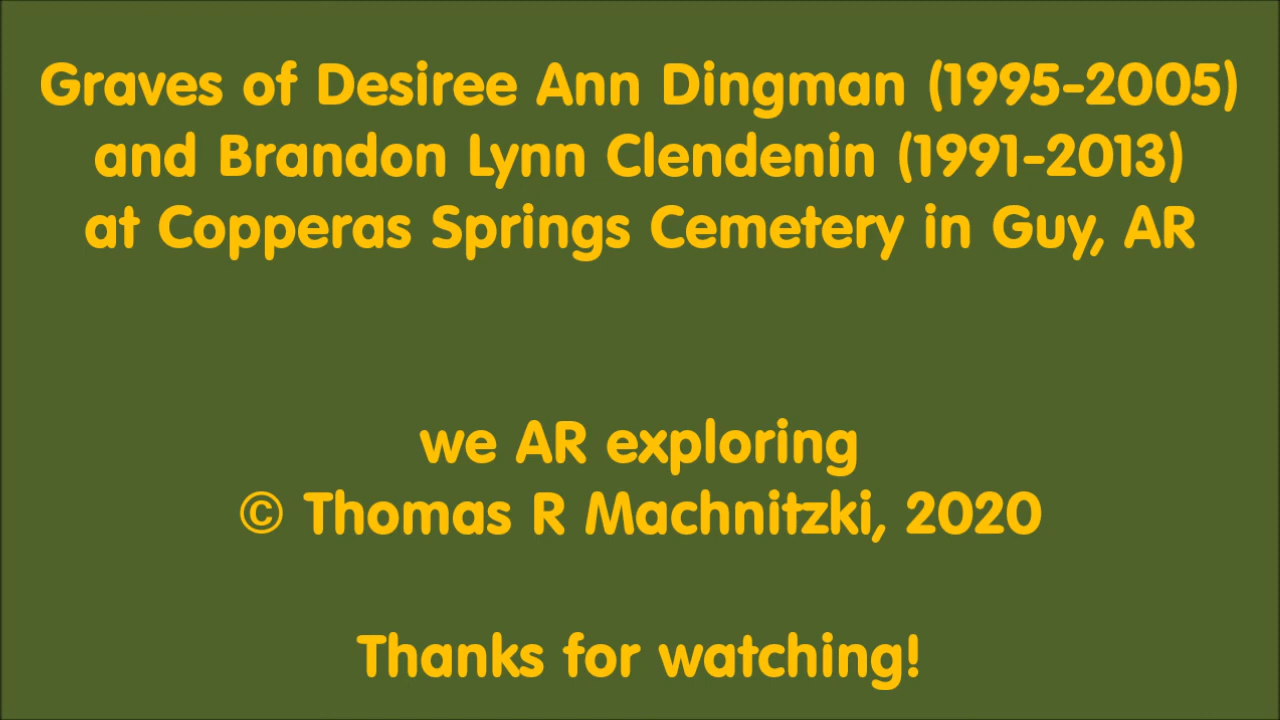 Graves of Desiree Ann Dingman (1995-2005)
and Brandon Lynn Clendenin (1991-2013)
at Copperas Springs Cemetery in Guy, AR
we AR exploring
© Thomas R Machnitzki, 2020
Thanks for watching!